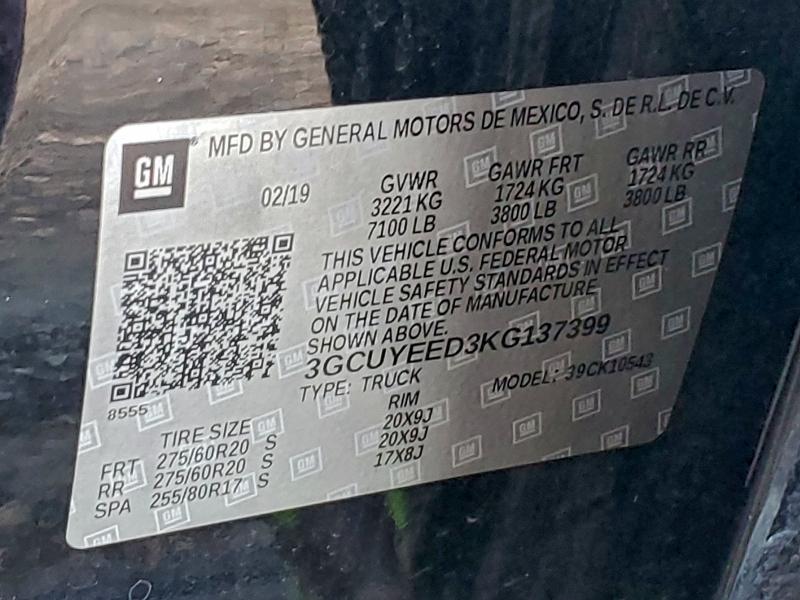 GM
MFD BY GENERAL MOTORS DE MEXICO, S. DE R.L. DE C.V.
02/19
GVWR GAWR FRT GAWR RR
3221 KG 1724 KG 1724 KG
7100 LB 3800 LB 3800 LB
THIS VEHICLE CONFORMS TO ALL
APPLICABLE U.S. FEDERAL MOTOR
VEHICLE SAFETY STANDARDS IN EFFECT
ON THE DATE OF MANUFACTURE
SHOWN ABOVE.
3GCUYEED3KG137399
TYPE: TRUCK MODEL: 39CK10543
8555
TIRE SIZE RIM
FRT 275/60R20 S 20X9J
RR 275/60R20 S 20X9J
SPA 255/80R17 S 17X8J